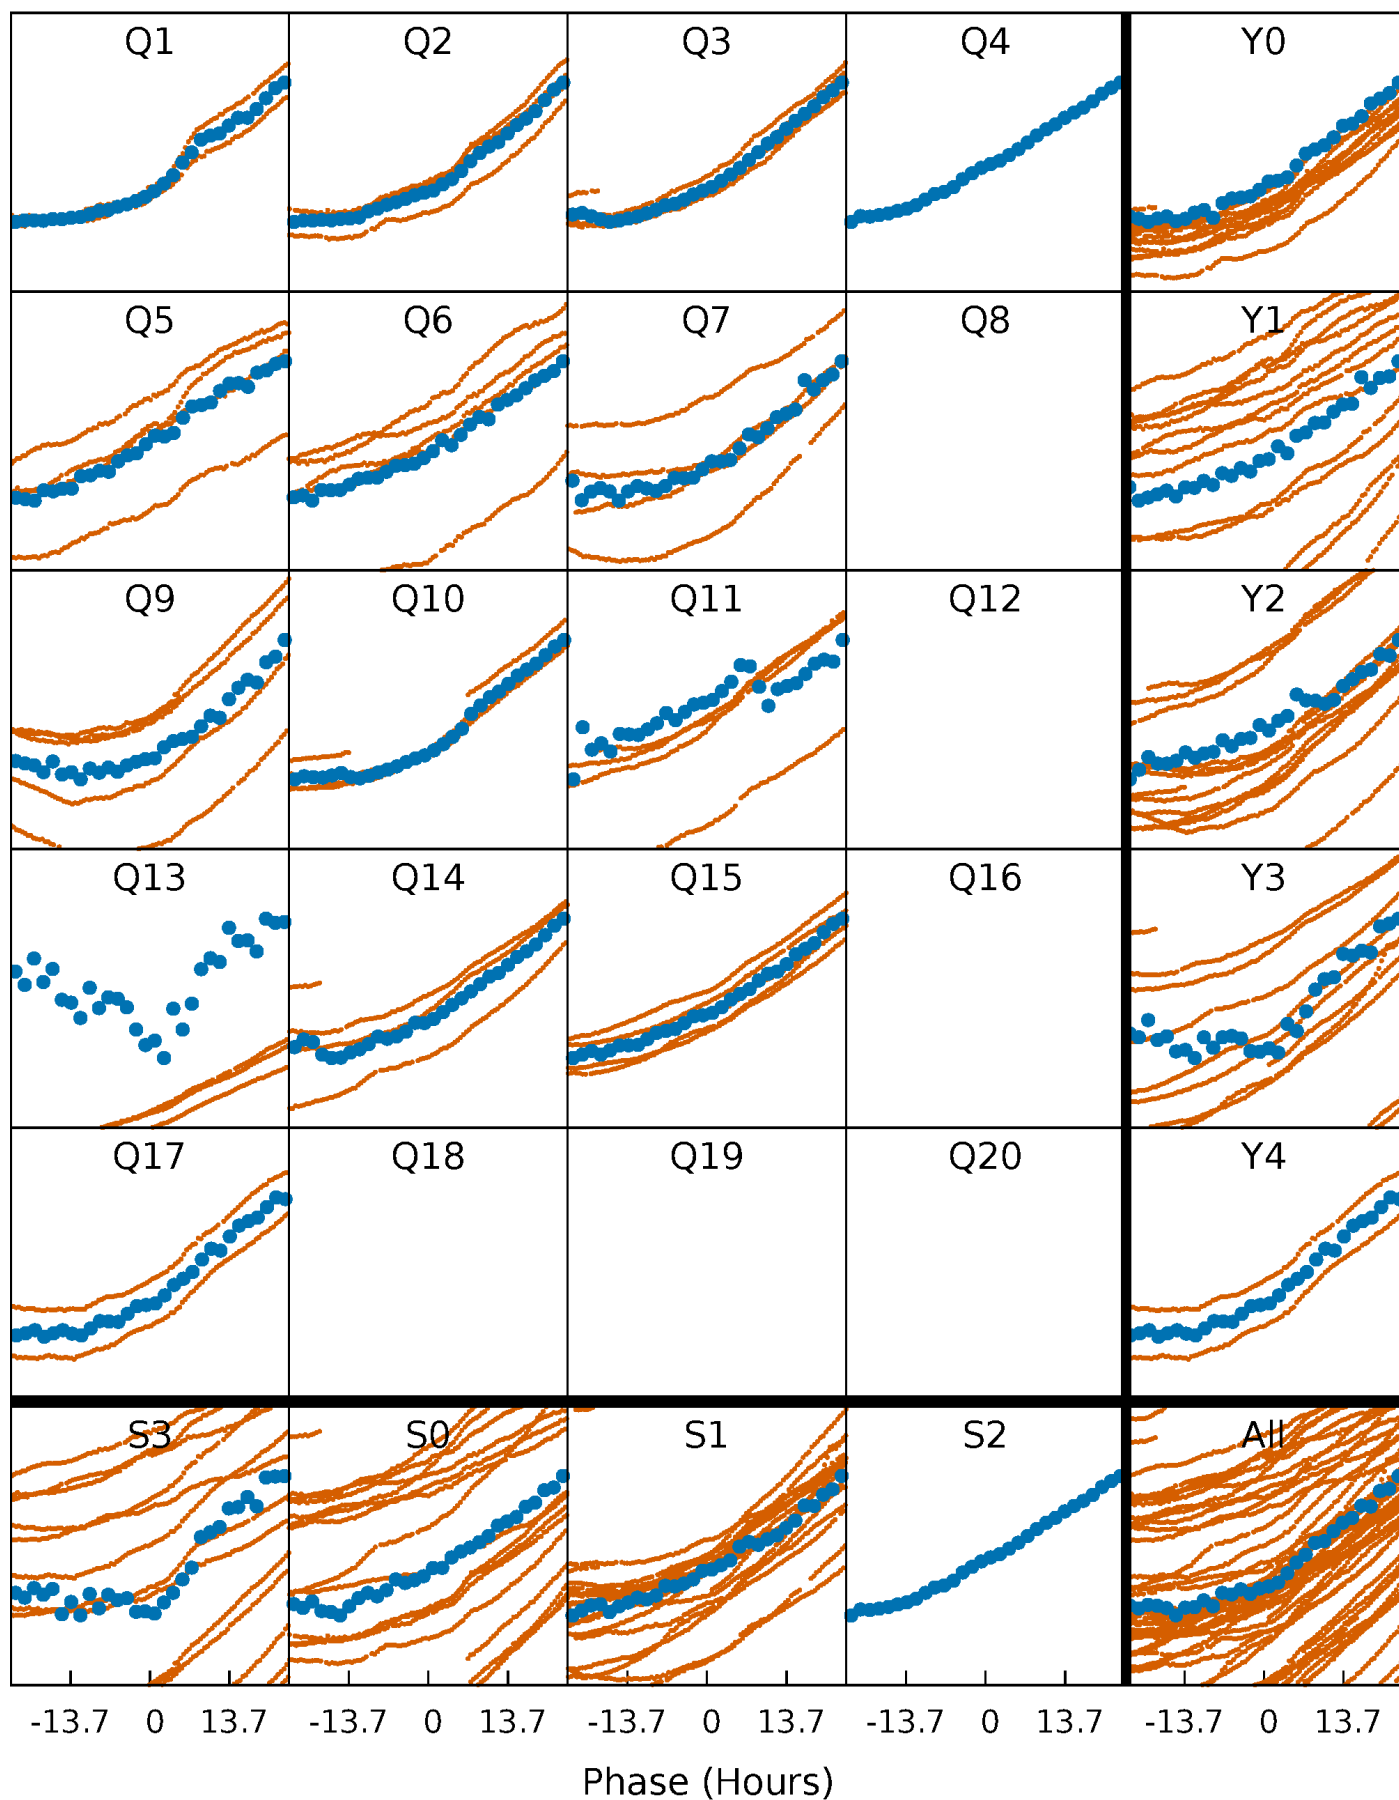 Q1 Q2 Q3 Q4 Y0
Q5 Q6 Q7 Q8 Y1
Q9 Q10 Q11 Q12 Y2
Q13 Q14 Q15 Q16 Y3
Q17 Q18 Q19 Q20 Y4
S3 S0 S1 S2 All
-13.7 0 13.7 -13.7 0 13.7 -13.7 0 13.7 -13.7 0 13.7 -13.7 0 13.7
Phase (Hours)